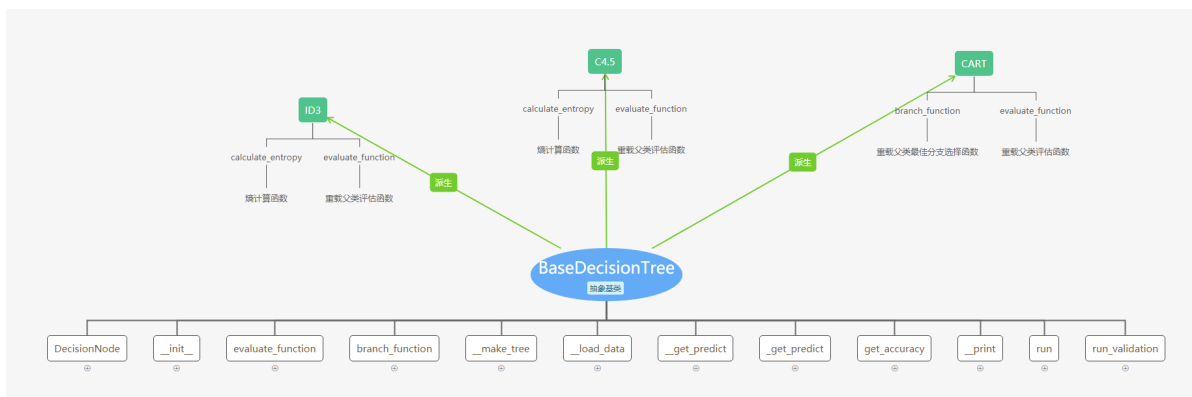 C4.5
CART
calculate_entropy
evaluate_function
branch_function
evaluate_function
ID3
熵计算函数
重载父类评估函数
重载父类最佳分支选择函数
重载父类评估函数
calculate_entropy
evaluate_function
派生
派生
派生
熵计算函数
重载父类评估函数
BaseDecisionTree
抽象基类
DecisionNode
__init__
evaluate_function
branch_function
__make_tree
__load_data
__get_predict
_get_predict
get_accuracy
__print
run
run_validation